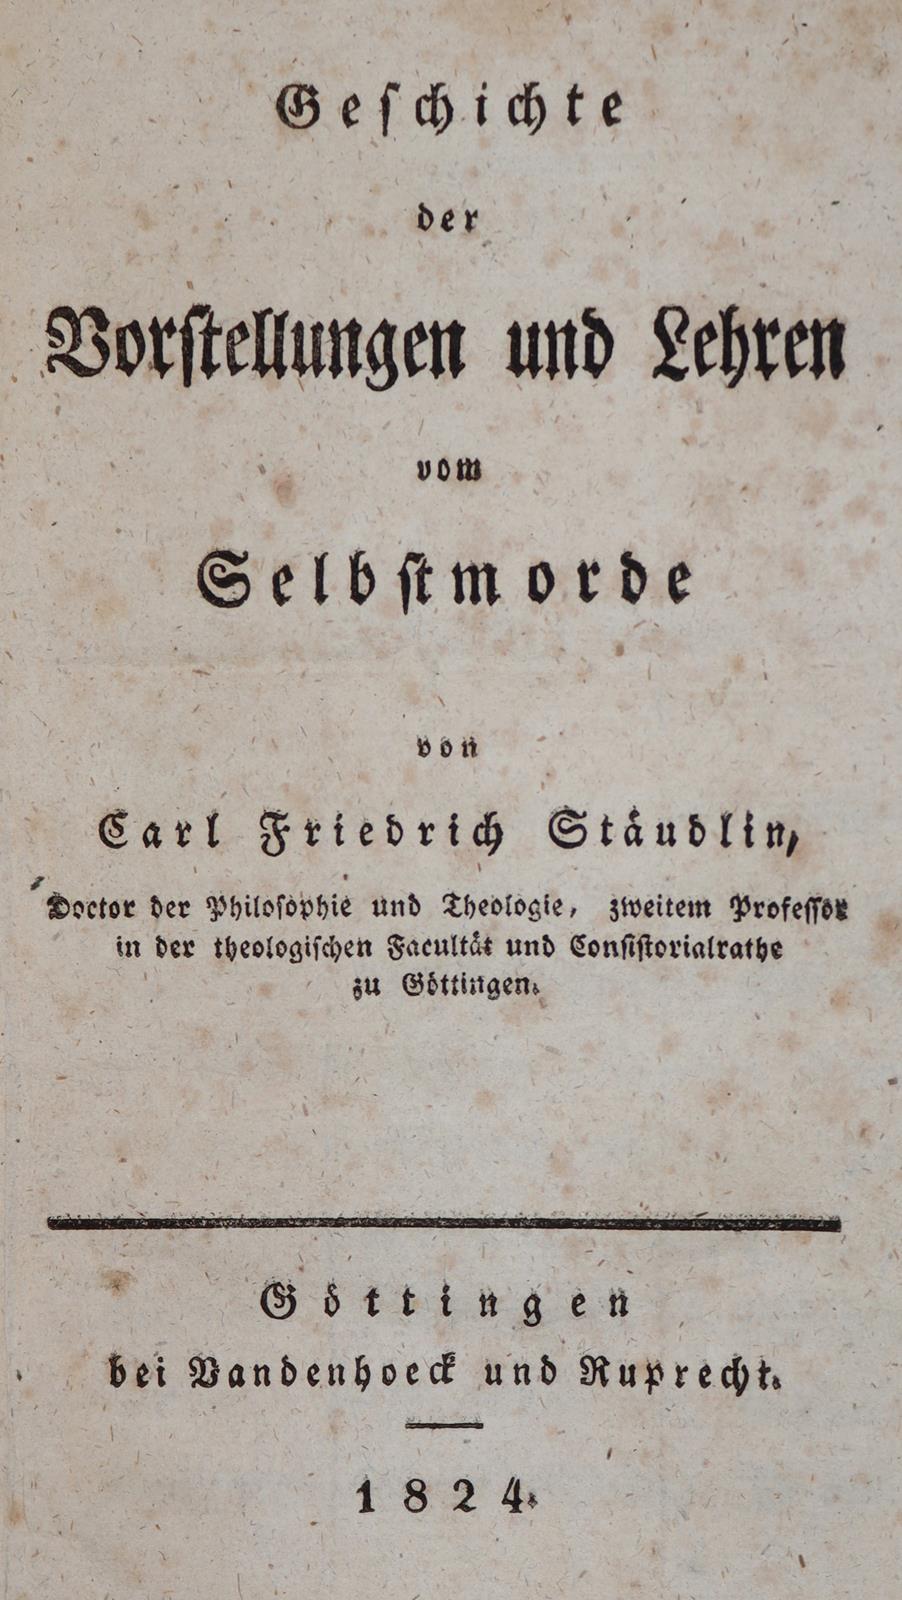 Geſchichte
der
Vorſtellungen und Lehren
vom
Selbſtmorde
von
Carl Friedrich Stäudlin,
Doctor der Philoſophie und Theologie, zweitem Profeſſor
in der theologiſchen Facultät und Conſiſtorialrathe
zu Göttingen.
Göttingen
bei Vandenhoeck und Ruprecht.
1824.